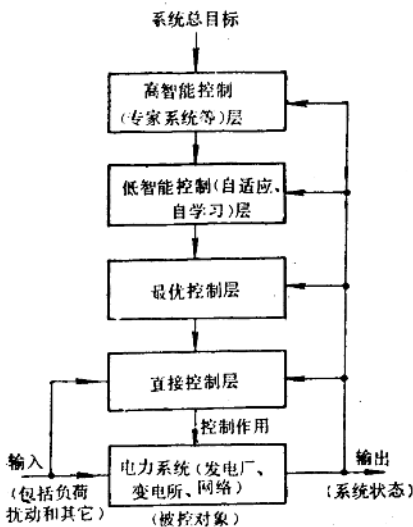 系统总目标
高智能控制
(专家系统等)层
低智能控制(自适应、
自学习)层
最优控制层
直接控制层
控制作用
输入
(包括负荷
扰动和其它)
电力系统(发电厂、
变电所、网络)
(被控对象)
输出
(系统状态)